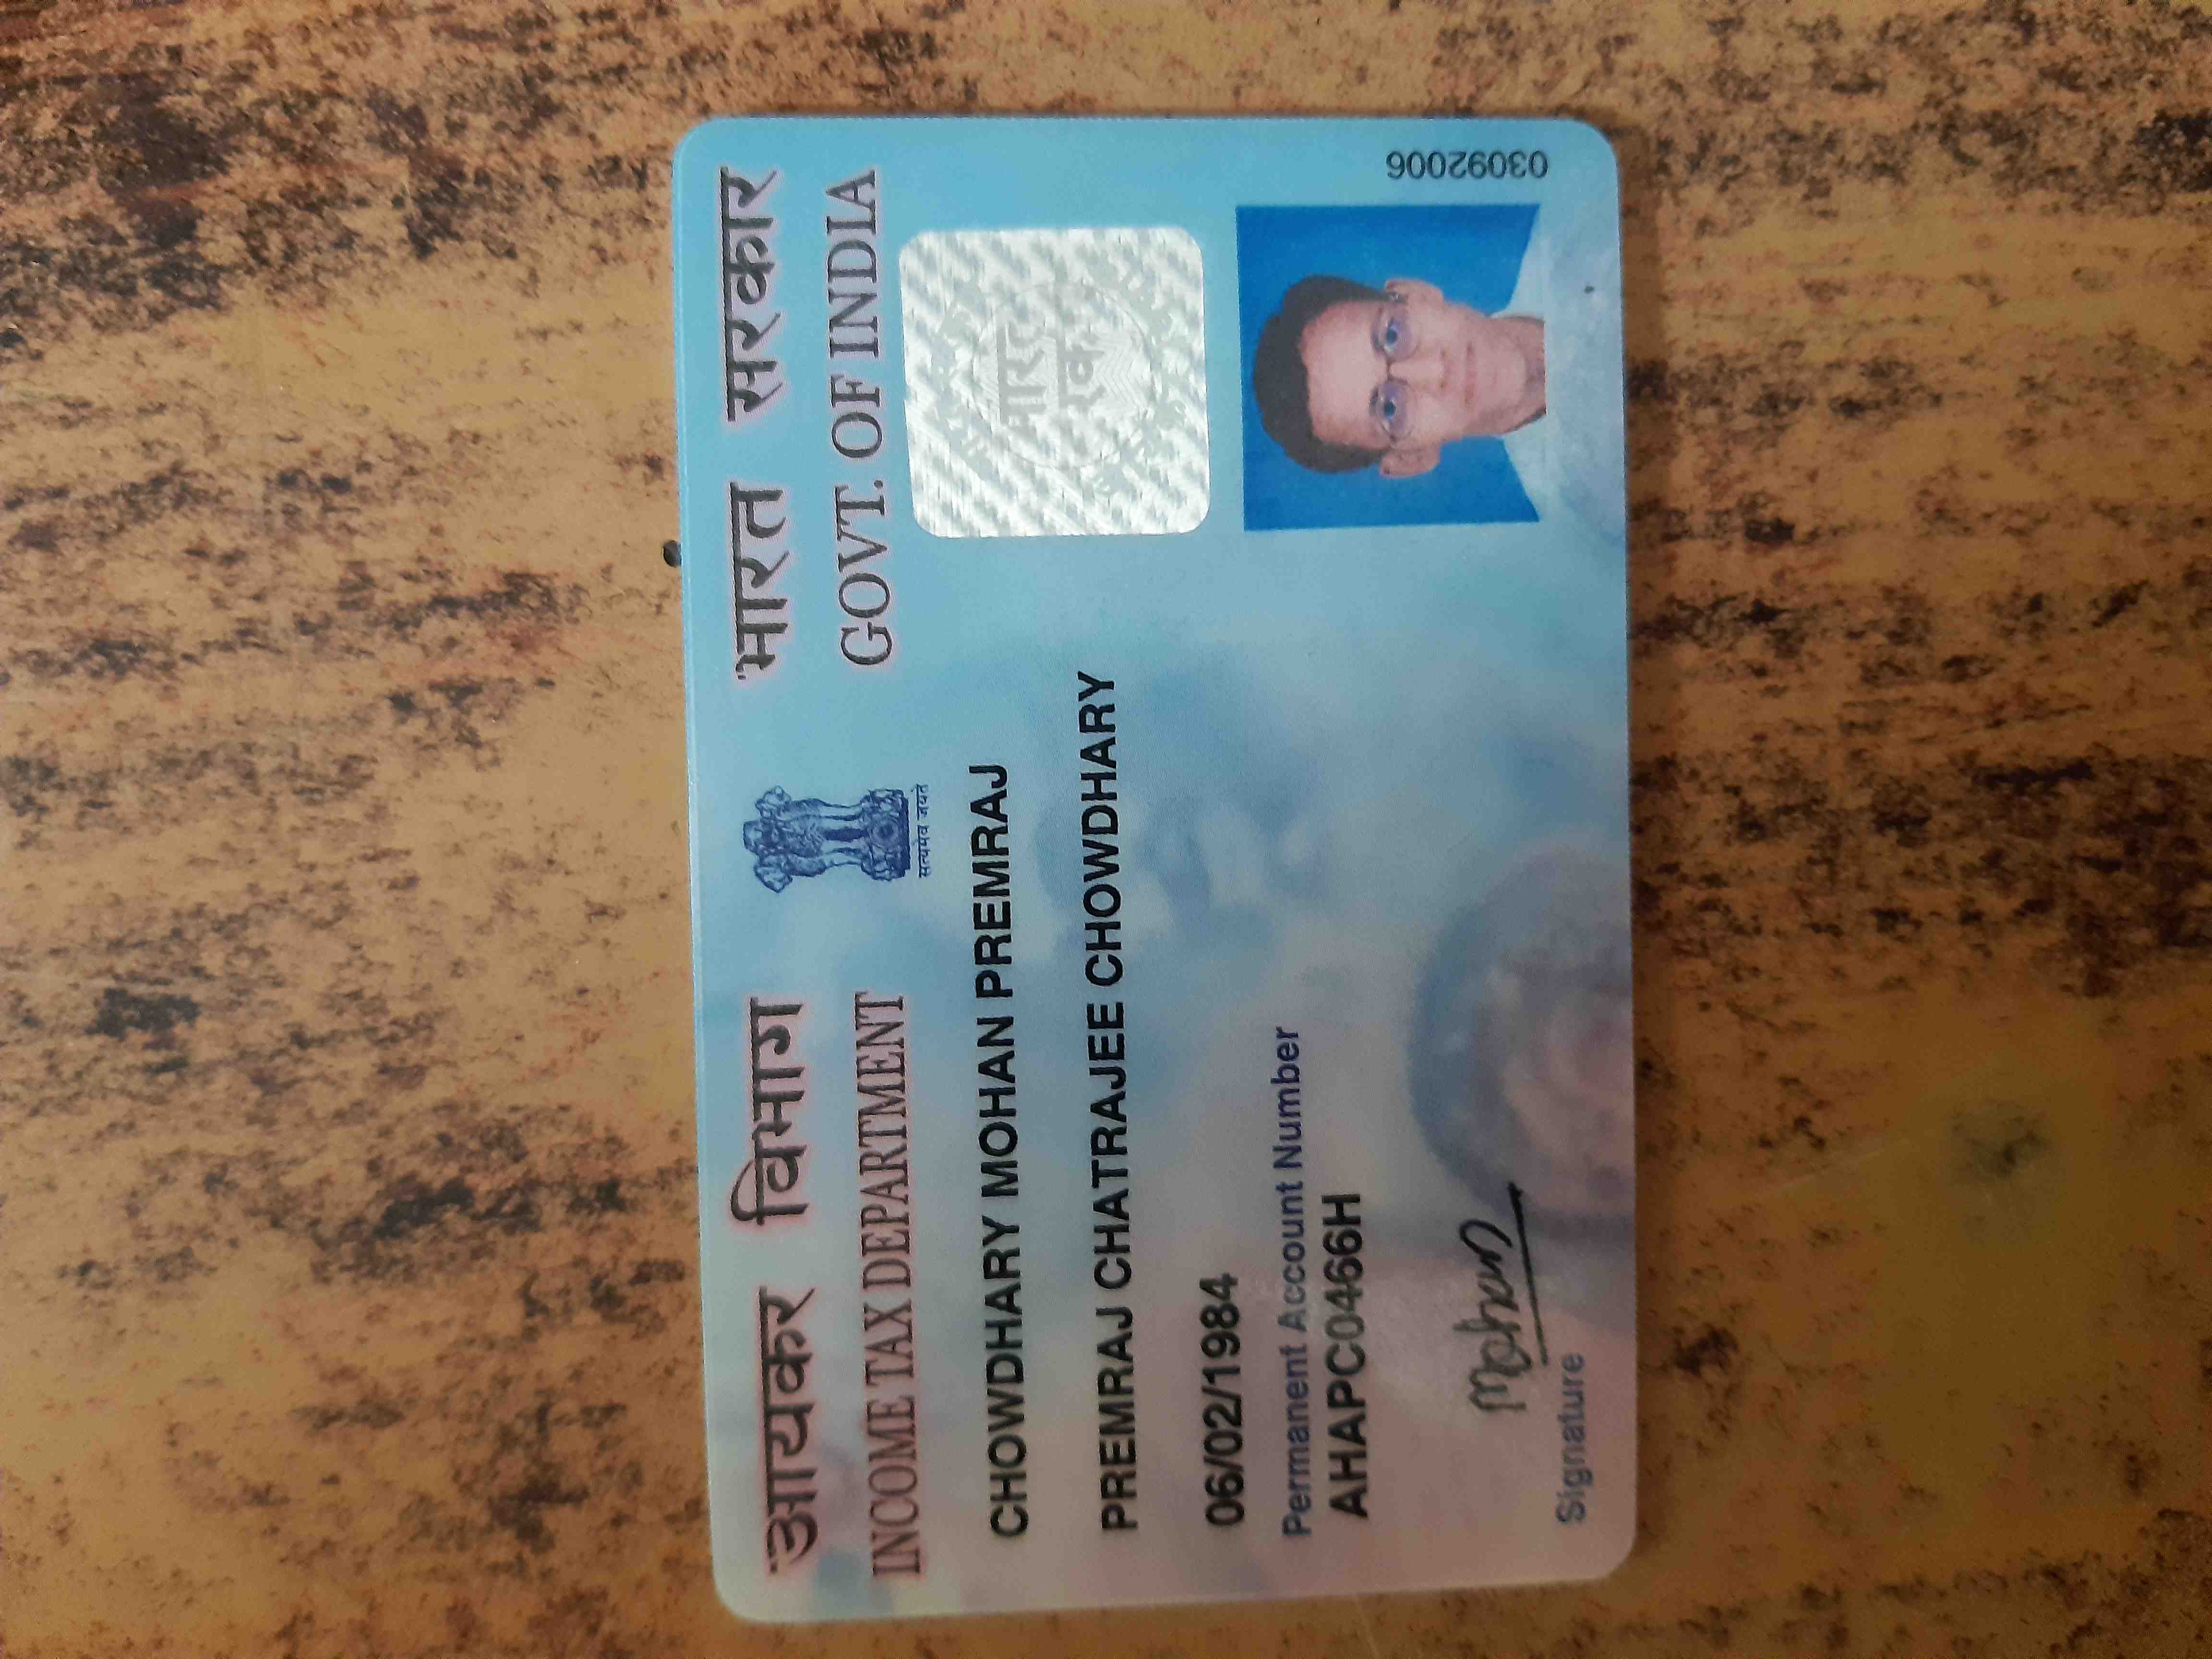 आयकर विभाग
INCOME TAX DEPARTMENT
सत्यमेव जयते
भारत सरकार
GOVT. OF INDIA
CHOWDHARY MOHAN PREMRAJ
PREMRAJ CHATRAJEE CHOWDHARY
06/02/1984
Permanent Account Number
AHAPC0466H
Mohan
Signature
03092006